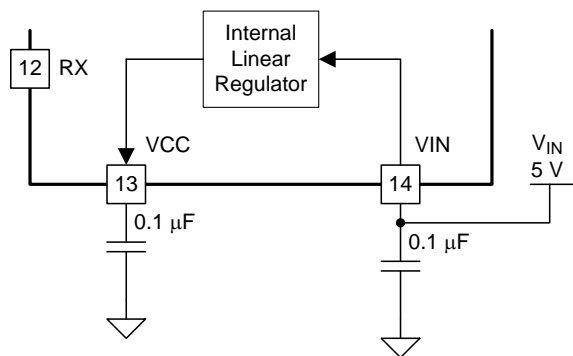 Internal
Linear
Regulator
12 RX
VCC
VIN
V_IN
5 V
13
14
0.1 µF
0.1 µF